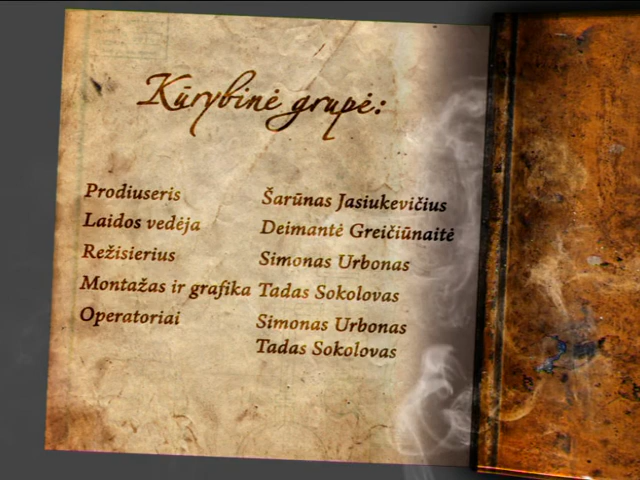 Kūrybinė grupė:
Prodiuseris Šarūnas Jasiukevičius
Laidos vedėja Deimantė Greičiūnaitė
Režisierius Simonas Urbonas
Montažas ir grafika Tadas Sokolovas
Operatoriai Simonas Urbonas
Tadas Sokolovas